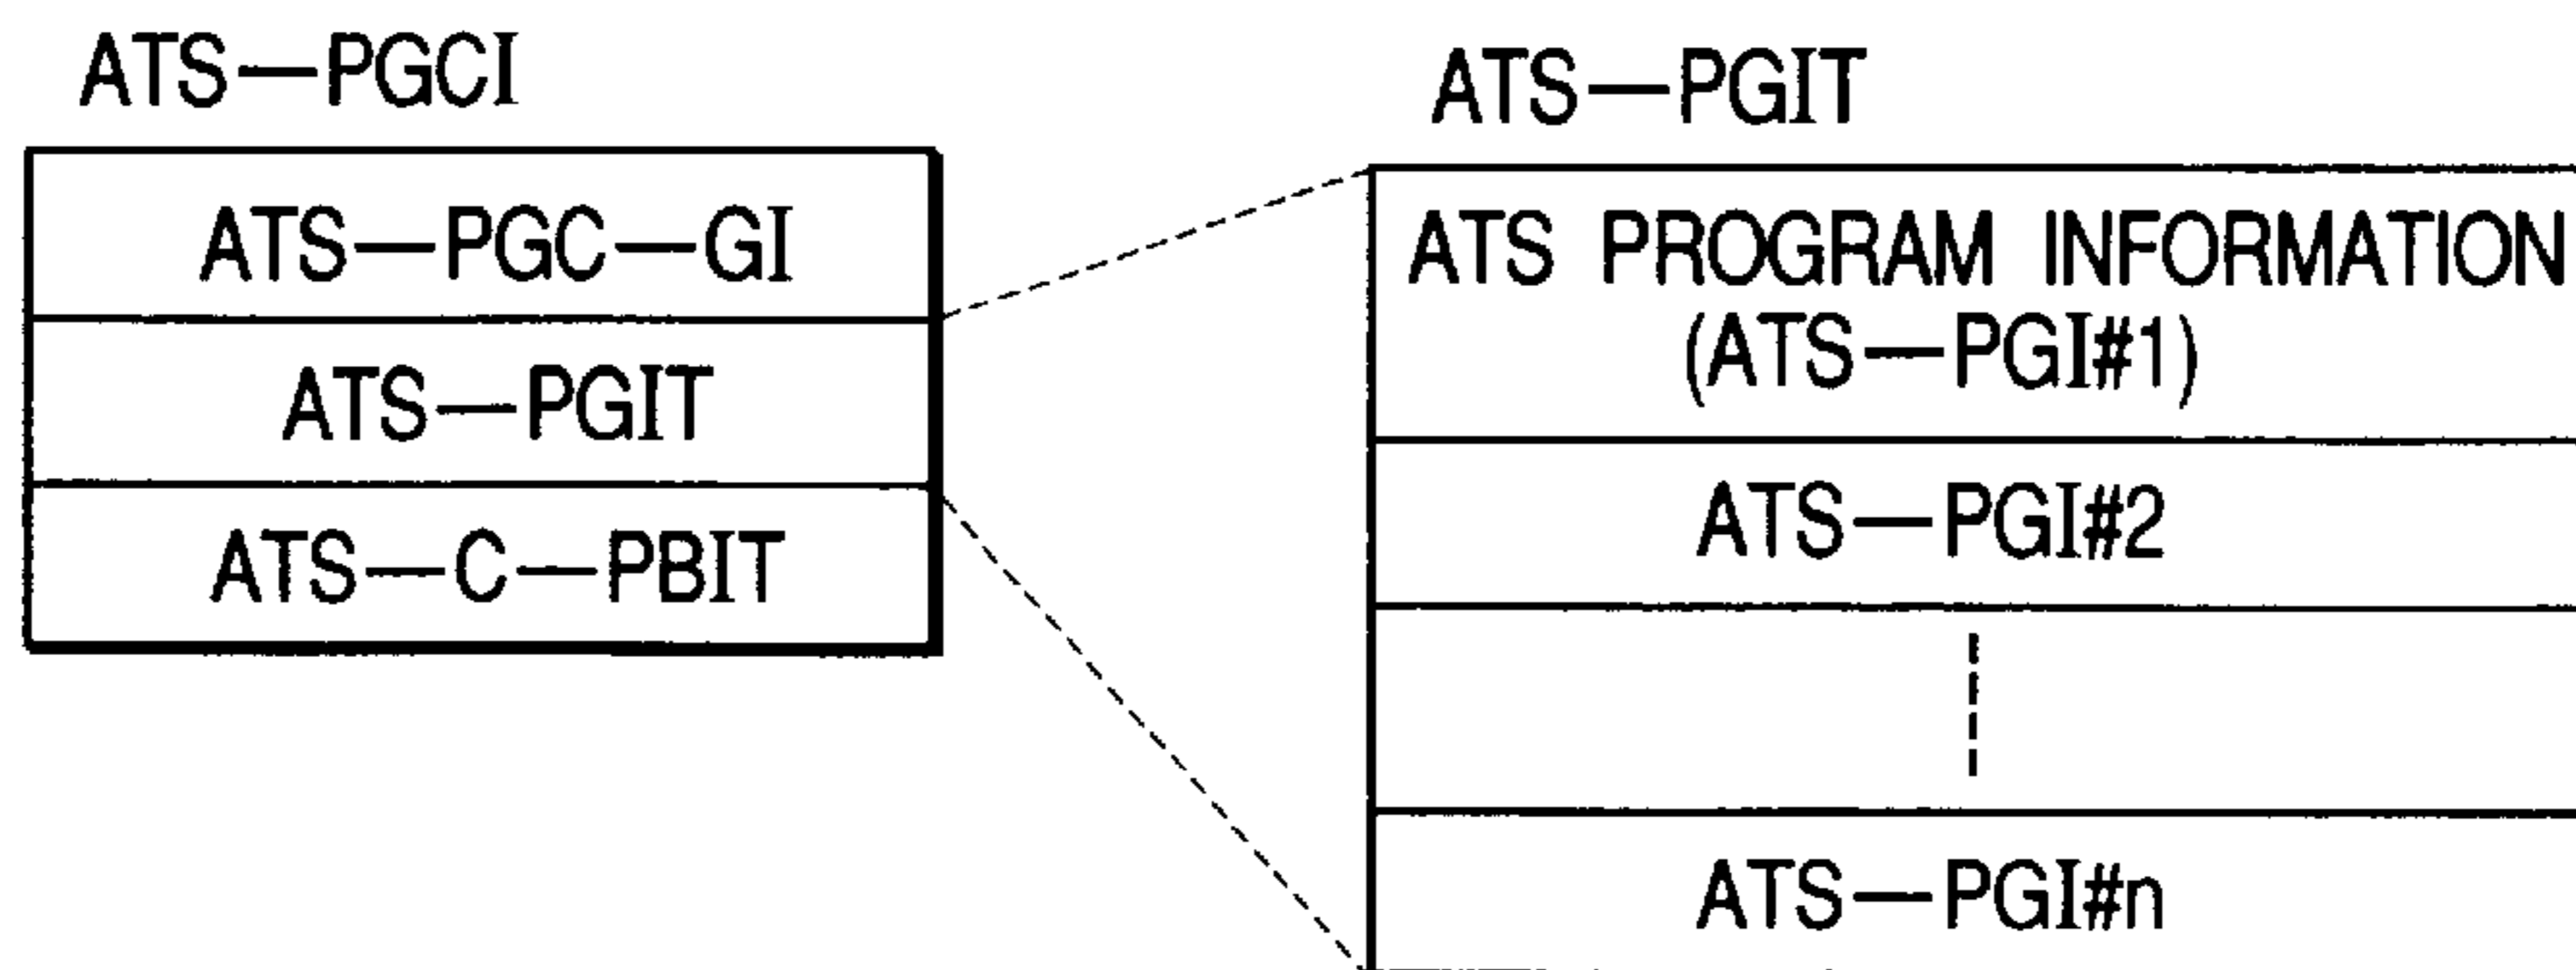 ATS—PGCI
ATS—PGC—GI
ATS—PGIT
ATS—C—PBIT
ATS—PGIT
ATS PROGRAM INFORMATION
(ATS—PGI#1)
ATS—PGI#2
ATS—PGI#n